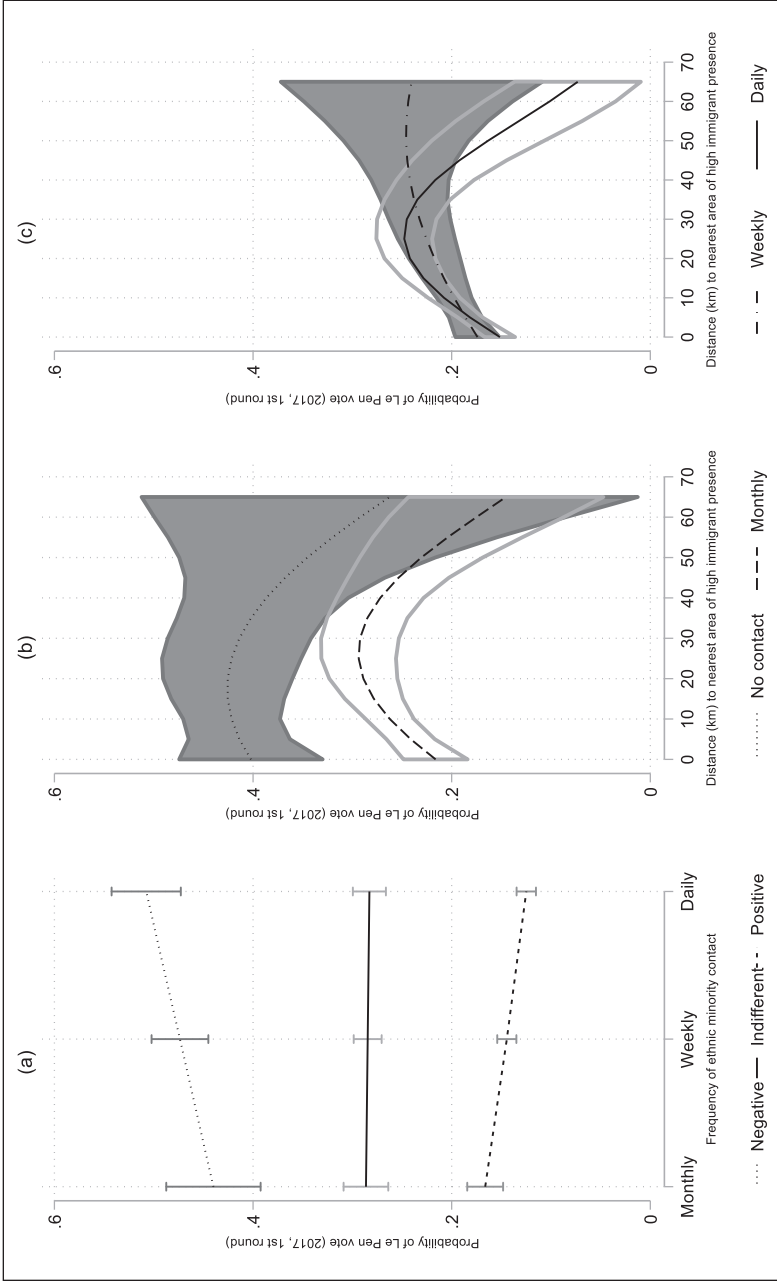 (a)
Probability of Le Pen vote (2017, 1st round)
.6
.4
.2
0
Monthly Weekly Daily
Frequency of ethnic minority contact
Negative Indifferent Positive
(b)
Probability of Le Pen vote (2017, 1st round)
.6
.4
.2
0
0 10 20 30 40 50 60 70
Distance (km) to nearest area of high immigrant presence
No contact Monthly
(c)
Probability of Le Pen vote (2017, 1st round)
.6
.4
.2
0
0 10 20 30 40 50 60 70
Distance (km) to nearest area of high immigrant presence
Weekly Daily